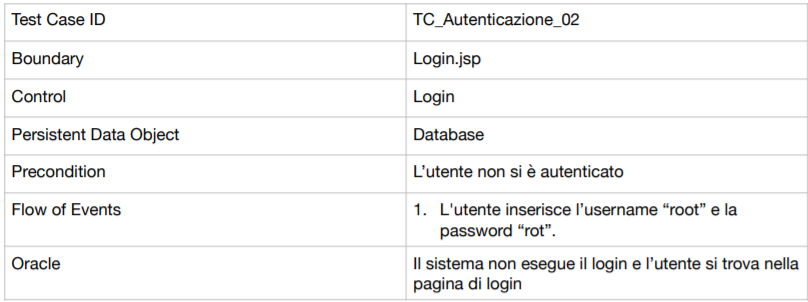 Test Case ID TC_Autenticazione_02
Boundary Login.jsp
Control Login
Persistent Data Object Database
Precondition L’utente non si è autenticato
Flow of Events 1. L'utente inserisce l’username “root” e la
password “rot”.
Oracle Il sistema non esegue il login e l’utente si trova nella
pagina di login